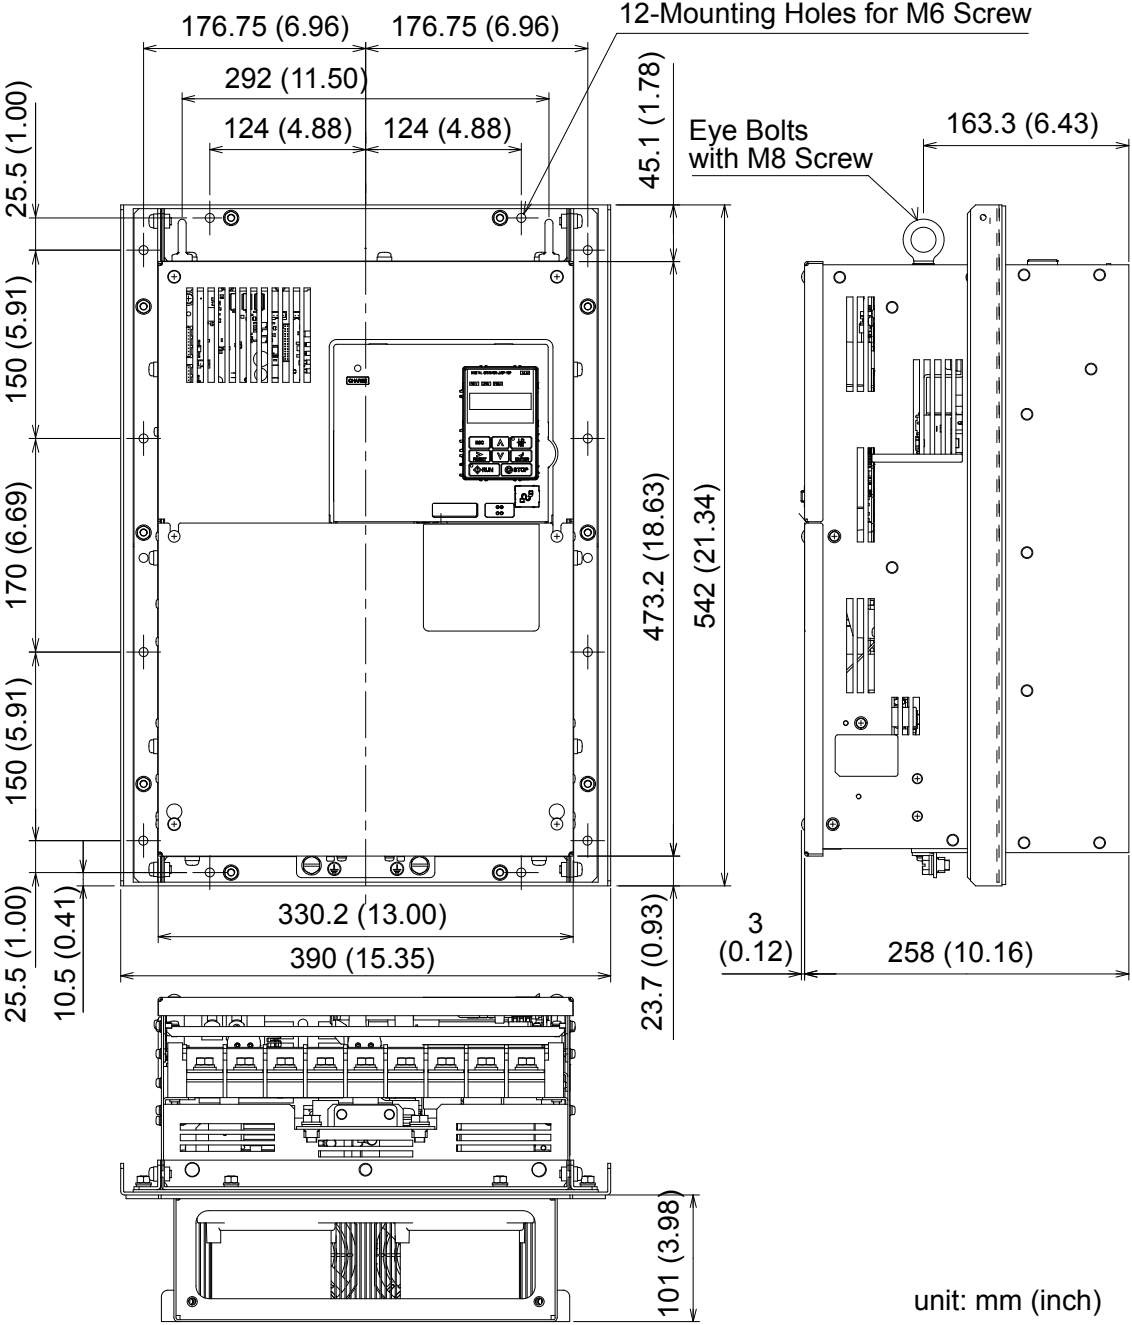 12-Mounting Holes for M6 Screw
176.75 (6.96)
176.75 (6.96)
292 (11.50)
124 (4.88)
124 (4.88)
45.1 (1.78)
Eye Bolts
with M8 Screw
163.3 (6.43)
25.5 (1.00)
150 (5.91)
170 (6.69)
150 (5.91)
25.5 (1.00)
10.5 (0.41)
CHARGE
ESC
RUN
STOP
473.2 (18.63)
542 (21.34)
330.2 (13.00)
390 (15.35)
23.7 (0.93)
3
(0.12)
258 (10.16)
101 (3.98)
unit: mm (inch)